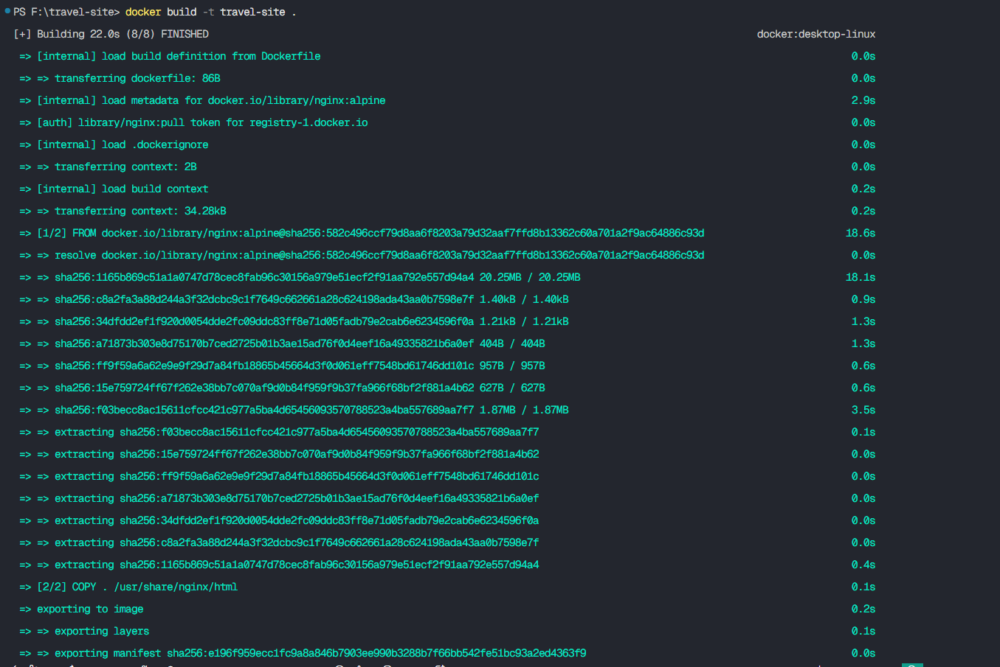 PS F:\travel-site> docker build -t travel-site .
[+] Building 22.0s (8/8) FINISHED docker:desktop-linux
=> [internal] load build definition from Dockerfile 0.0s
=> => transferring dockerfile: 86B 0.0s
=> [internal] load metadata for docker.io/library/nginx:alpine 2.9s
=> [auth] library/nginx:pull token for registry-1.docker.io 0.0s
=> [internal] load .dockerignore 0.0s
=> => transferring context: 2B 0.0s
=> [internal] load build context 0.2s
=> => transferring context: 34.28kB 0.2s
=> [1/2] FROM docker.io/library/nginx:alpine@sha256:582c496ccf79d8aa6f8203a79d32aaf7ffd8b13362c60a701a2f9ac64886c93d 18.6s
=> => resolve docker.io/library/nginx:alpine@sha256:582c496ccf79d8aa6f8203a79d32aaf7ffd8b13362c60a701a2f9ac64886c93d 0.0s
=> => sha256:1165b869c51a1a0747d78cec8fab96c30156a979e51ecf2f91aa792e557d94a4 20.25MB / 20.25MB 18.1s
=> => sha256:c8a2fa3a88d244a3f32dcbc9c1f7649c662661a28c624198ada43aa0b7598e7f 1.40kB / 1.40kB 0.9s
=> => sha256:34dfdd2ef1f920d0054dde2fc09ddc83ff8e71d05fadb79e2cab6e6234596f0a 1.21kB / 1.21kB 1.3s
=> => sha256:a71873b303e8d75170b7ced2725b01b3ae15ad76f0d4eef16a49335821b6a0ef 404B / 404B 1.3s
=> => sha256:ff9f59a6a62e9e9f29d7a84fb18865b45664d3f0d061eff7548bd61746dd101c 957B / 957B 0.6s
=> => sha256:15e759724ff67f262e38bb7c070af9d0b84f959f9b37fa966f68bf2f881a4b62 627B / 627B 0.6s
=> => sha256:f03becc8ac15611cfcc421c977a5ba4d65456093570788523a4ba557689aa7f7 1.87MB / 1.87MB 3.5s
=> => extracting sha256:f03becc8ac15611cfcc421c977a5ba4d65456093570788523a4ba557689aa7f7 0.1s
=> => extracting sha256:15e759724ff67f262e38bb7c070af9d0b84f959f9b37fa966f68bf2f881a4b62 0.0s
=> => extracting sha256:ff9f59a6a62e9e9f29d7a84fb18865b45664d3f0d061eff7548bd61746dd101c 0.0s
=> => extracting sha256:a71873b303e8d75170b7ced2725b01b3ae15ad76f0d4eef16a49335821b6a0ef 0.0s
=> => extracting sha256:34dfdd2ef1f920d0054dde2fc09ddc83ff8e71d05fadb79e2cab6e6234596f0a 0.0s
=> => extracting sha256:c8a2fa3a88d244a3f32dcbc9c1f7649c662661a28c624198ada43aa0b7598e7f 0.0s
=> => extracting sha256:1165b869c51a1a0747d78cec8fab96c30156a979e51ecf2f91aa792e557d94a4 0.4s
=> [2/2] COPY . /usr/share/nginx/html 0.1s
=> exporting to image 0.2s
=> => exporting layers 0.1s
=> => exporting manifest sha256:e196f959ecc1fc9a8a846b7903ee990b3288b7f66bb542fe51bc93a2ed4363f9 0.0s